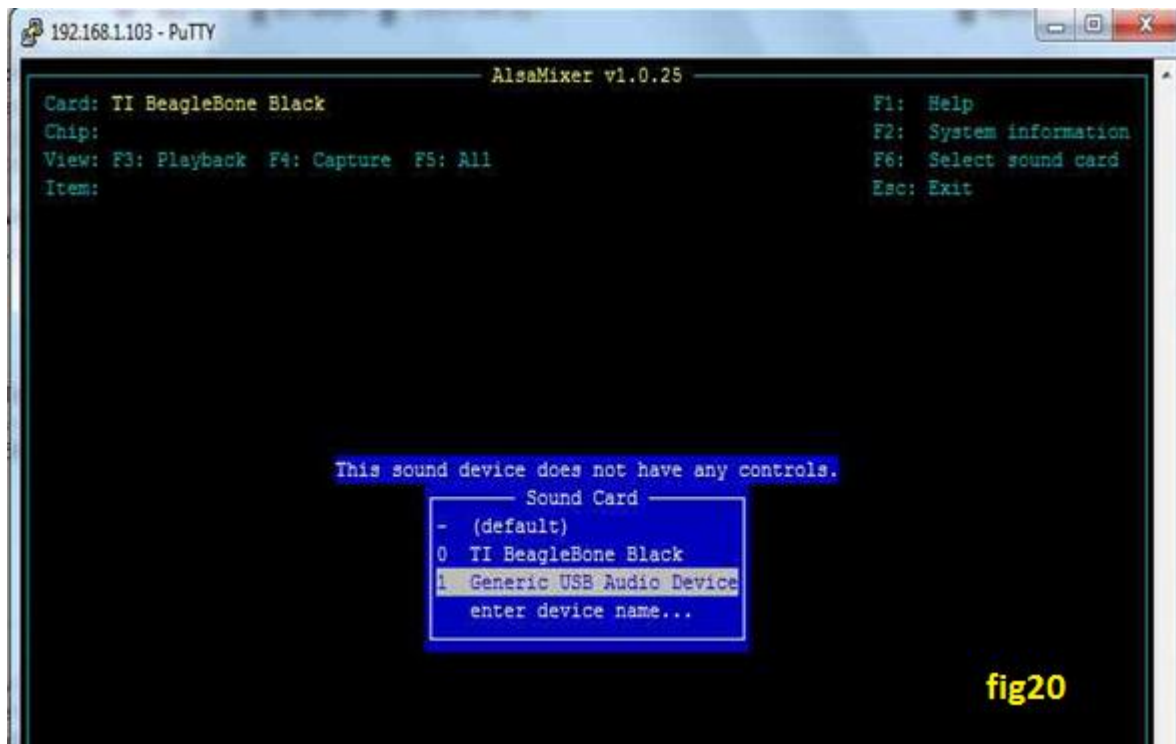 192.168.1.103 - PuTTY
AlsaMixer v1.0.25
Card: TI BeagleBone Black F1: Help
Chip: F2: System information
View: F3: Playback F4: Capture F5: All F6: Select sound card
Item: Esc: Exit
This sound device does not have any controls.
Sound Card
- (default)
0 TI BeagleBone Black
1 Generic USB Audio Device
enter device name...
fig20